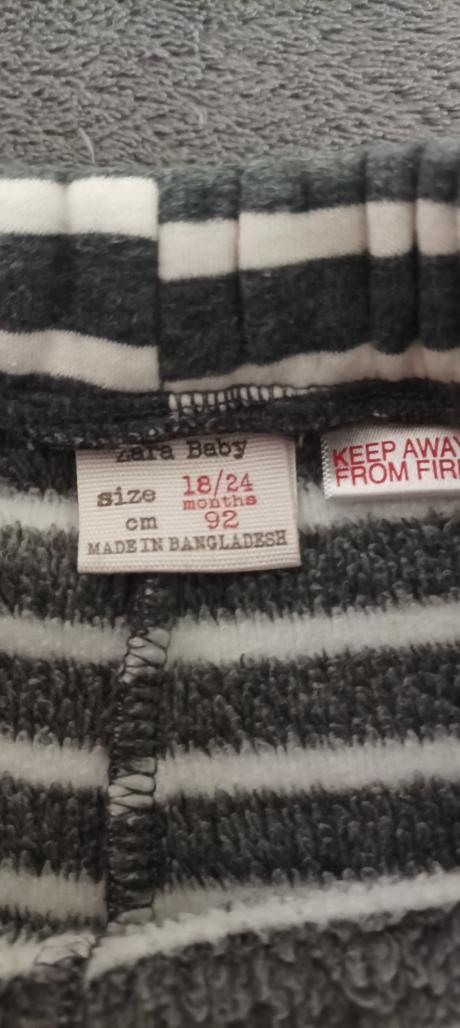 Zara Baby
size 18/24
months
cm 92
MADE IN BANGLADESH
KEEP AWAY
FROM FIR